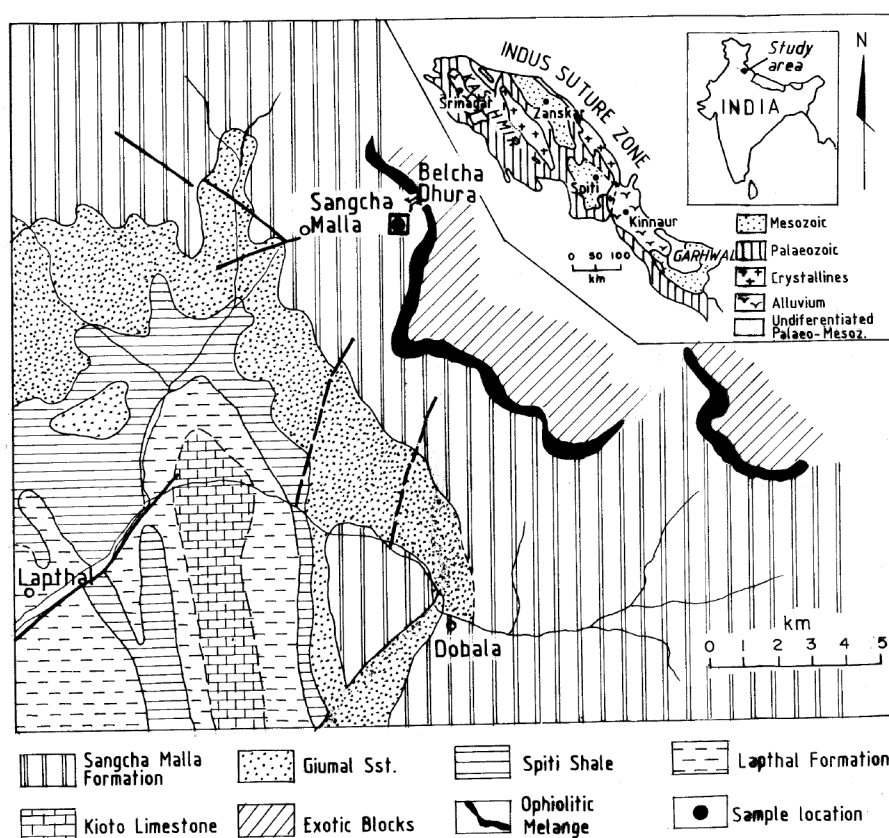 INDUS SUTURE ZONE
Srinagar
KASHMIR
Zanskar
Spiti
Kinnaur
GARHWAL
0 50 100
km
Study
area
INDIA
N
Mesozoic
Palaeozoic
Crystallines
Alluvium
Undiferentiated
Palaeo-Mesoz.
Belcha
Dhura
Sangcha
Malla
Lapthal
Dobala
km
0 1 2 3 4 5
Sangcha Malla
Formation
Giumal Sst.
Spiti Shale
Lapthal Formation
Kioto Limestone
Exotic Blocks
Ophiolitic
Melange
Sample location